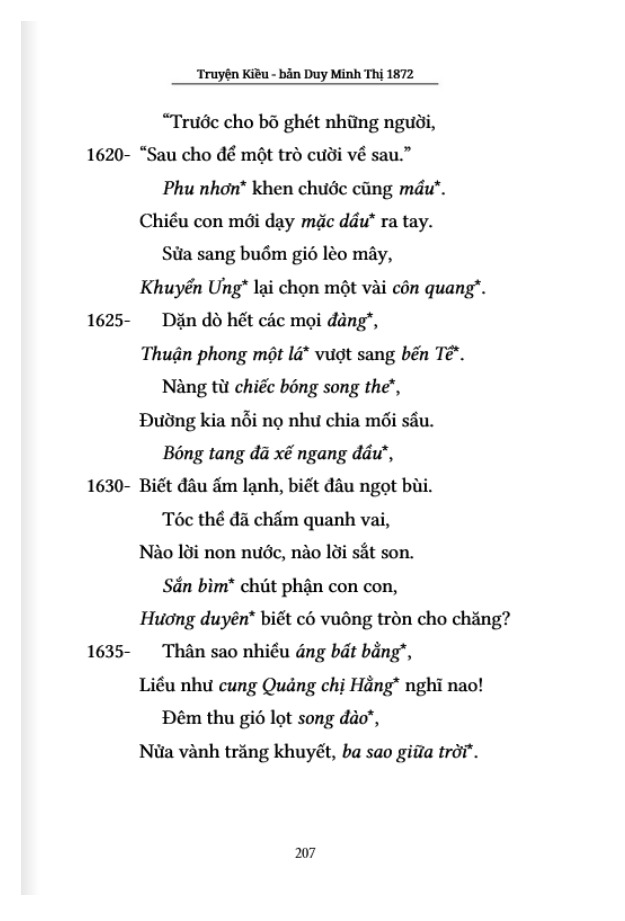 Truyện Kiều - bản Duy Minh Thị 1872
“Trước cho bõ ghét những người,
1620- “Sau cho để một trò cười về sau.”
Phu nhơn* khen chước cũng mầu*.
Chiều con mới dạy mặc dầu* ra tay.
Sửa sang buồm gió lèo mây,
Khuyển Ưng* lại chọn một vài côn quang*.
1625- Dặn dò hết các mọi đàng*,
Thuận phong một lá* vượt sang bến Tề*.
Nàng từ chiếc bóng song the*,
Đường kia nỗi nọ như chia mối sầu.
Bóng tang đã xế ngang đầu*,
1630- Biết đâu ấm lạnh, biết đâu ngọt bùi.
Tóc thề đã chấm quanh vai,
Nào lời non nước, nào lời sắt son.
Sắn bìm* chút phận con con,
Hương duyên* biết có vuông tròn cho chăng?
1635- Thân sao nhiều áng bất bằng*,
Liều như cung Quảng chị Hằng* nghĩ nao!
Đêm thu gió lọt song đào*,
Nửa vành trăng khuyết, ba sao giữa trời*.
207